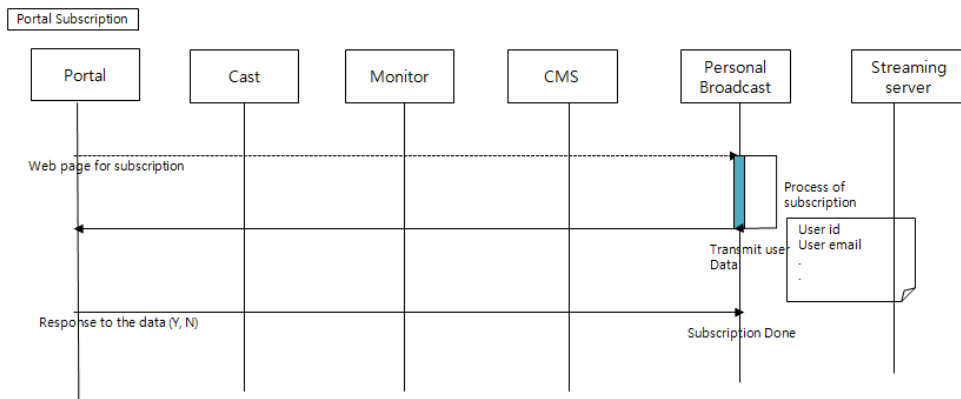 Portal Subscription
Portal
Cast
Monitor
CMS
Personal
Broadcast
Streaming
server
Web page for subscription
Process of
subscription
User id
User email
.
.
Transmit user
Data
Response to the data (Y, N)
Subscription Done